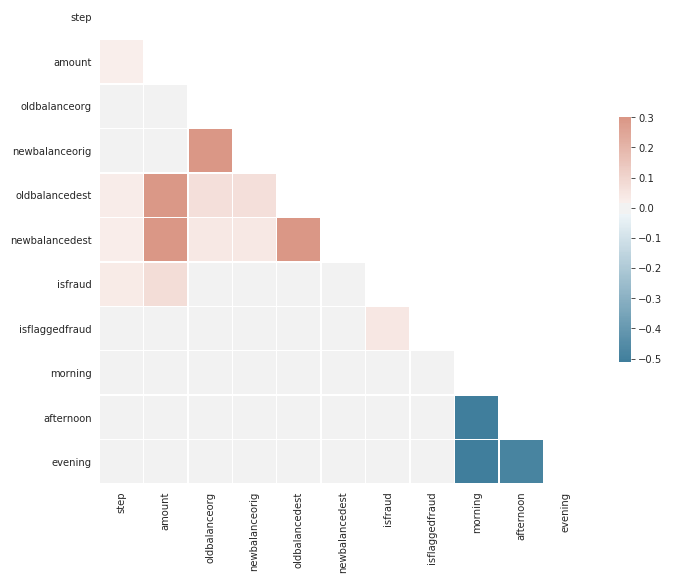 step
amount
oldbalanceorg
newbalanceorig
oldbalancedest
newbalancedest
isfraud
isflaggedfraud
morning
afternoon
evening
0.3
0.2
0.1
0.0
−0.1
−0.2
−0.3
−0.4
−0.5
step
amount
oldbalanceorg
newbalanceorig
oldbalancedest
newbalancedest
isfraud
isflaggedfraud
morning
afternoon
evening